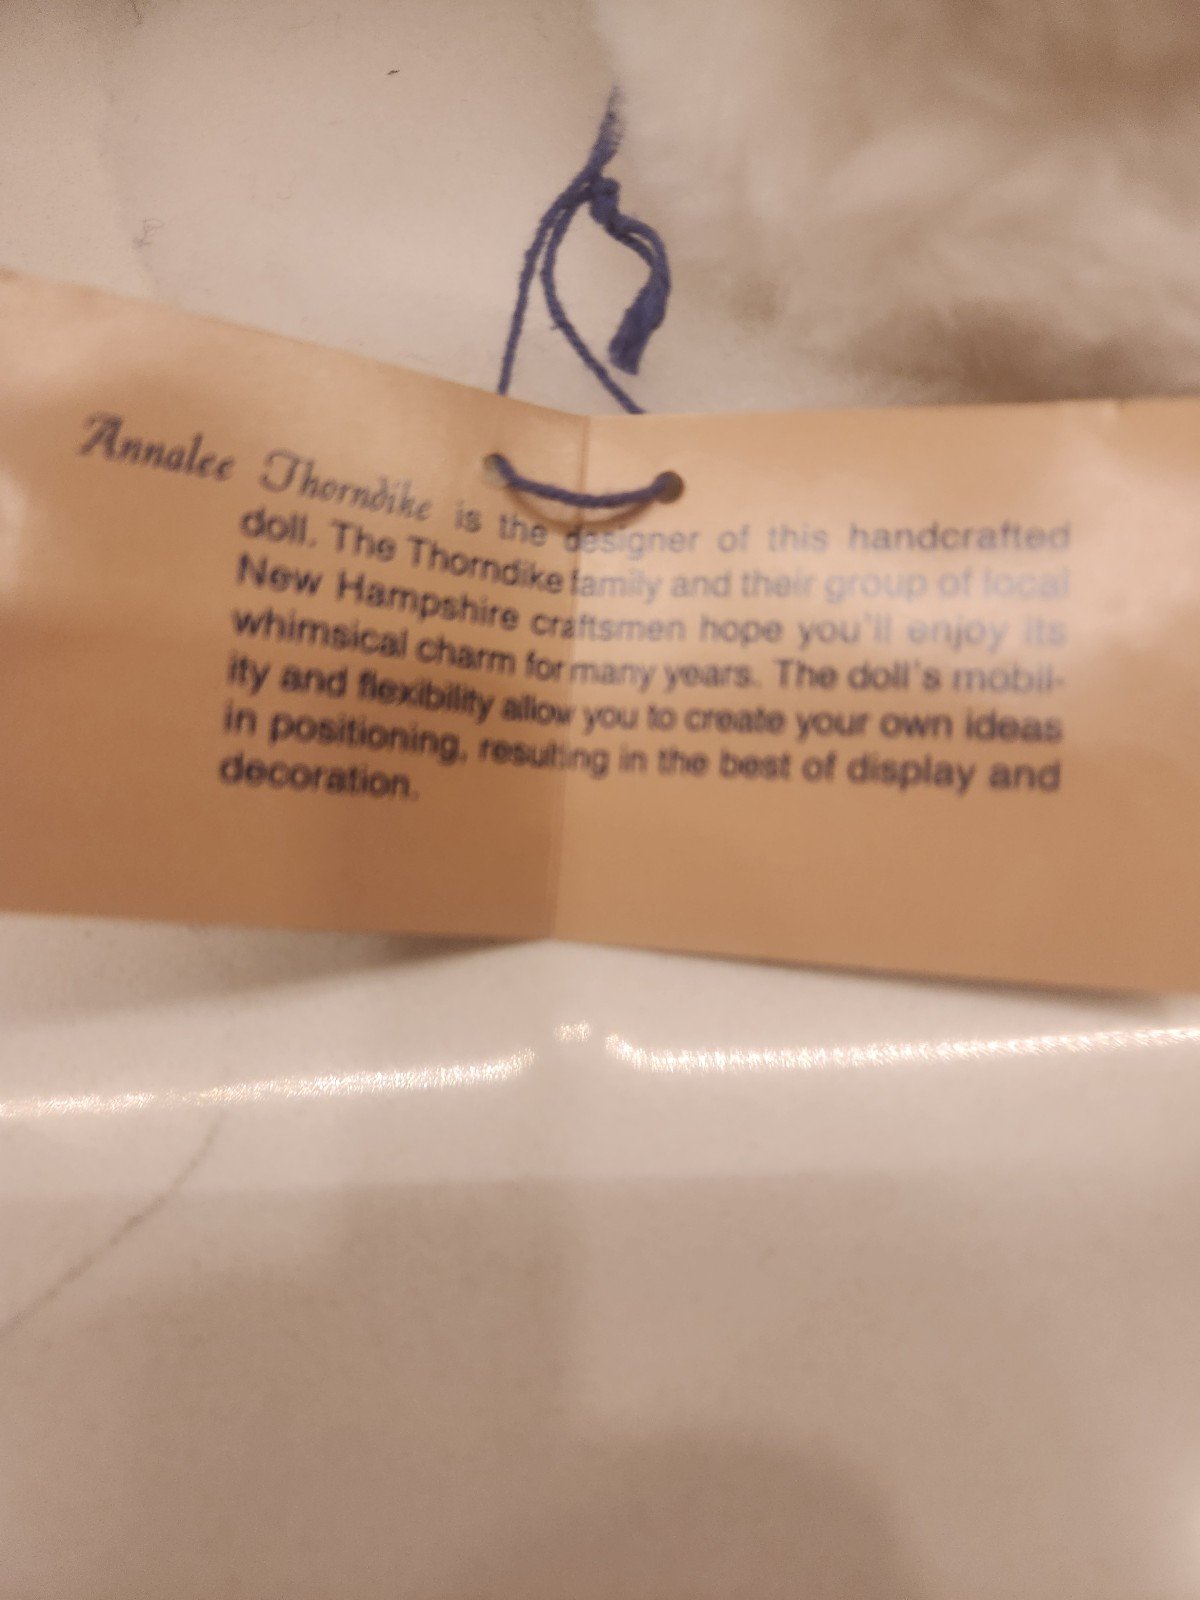 Annalee Thorndike is the designer of this handcrafted
doll. The Thorndike family and their group of local
New Hampshire craftsmen hope you'll enjoy its
whimsical charm for many years. The doll's mobil-
ity and flexibility allow you to create your own ideas
in positioning, resulting in the best of display and
decoration.